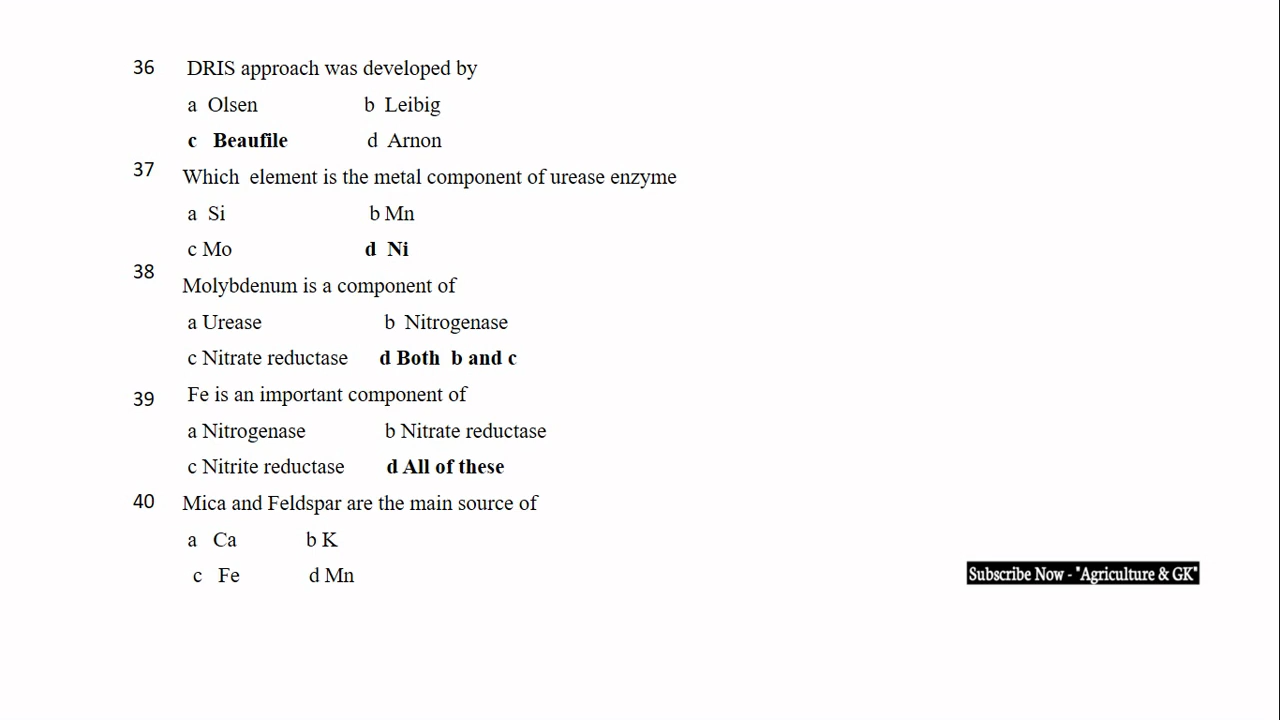 36 DRIS approach was developed by
a Olsen b Leibig
c Beaufile d Arnon
37 Which element is the metal component of urease enzyme
a Si b Mn
c Mo d Ni
38 Molybdenum is a component of
a Urease b Nitrogenase
c Nitrate reductase d Both b and c
39 Fe is an important component of
a Nitrogenase b Nitrate reductase
c Nitrite reductase d All of these
40 Mica and Feldspar are the main source of
a Ca b K
c Fe d Mn
Subscribe Now - "Agriculture & GK"